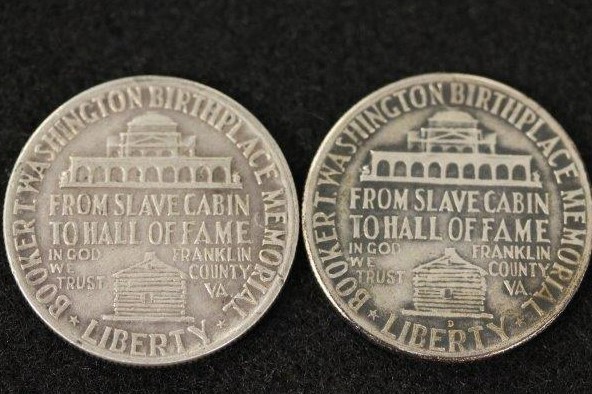 BOOKER T. WASHINGTON BIRTHPLACE MEMORIAL
FROM SLAVE CABIN
TO HALL OF FAME
IN GOD
WE
TRUST
FRANKLIN
COUNTY
VA
★ LIBERTY ★
BOOKER T. WASHINGTON BIRTHPLACE MEMORIAL
FROM SLAVE CABIN
TO HALL OF FAME
IN GOD
WE
TRUST
FRANKLIN
COUNTY
VA.
D
★ LIBERTY ★